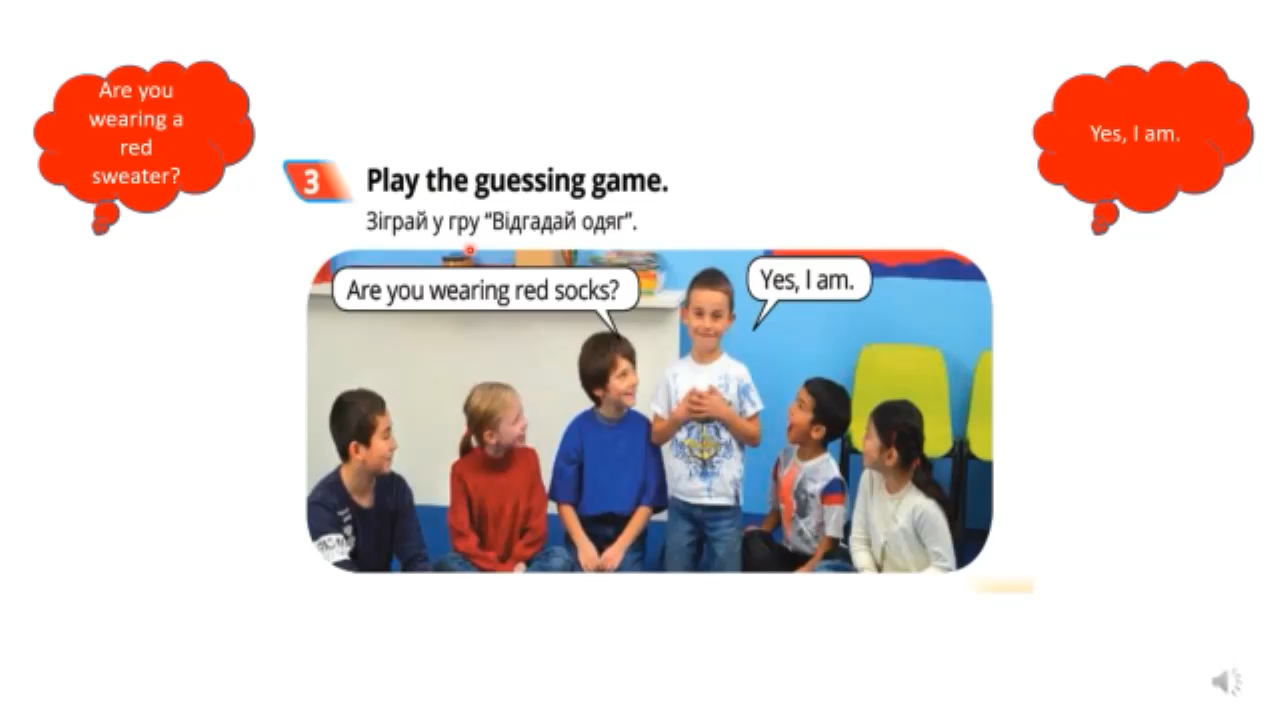 Are you
wearing a
red
sweater?
Yes, I am.
3 Play the guessing game.
Зіграй у гру “Відгадай одяг”.
Are you wearing red socks?
Yes, I am.